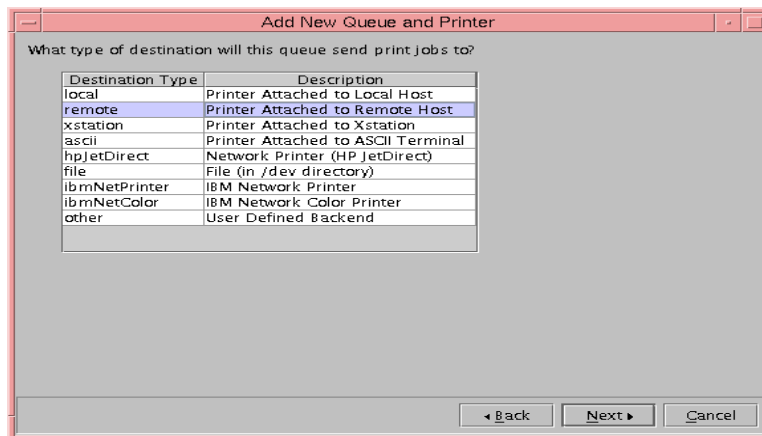 Add New Queue and Printer
What type of destination will this queue send print jobs to?
Destination Type Description
local Printer Attached to Local Host
remote Printer Attached to Remote Host
xstation Printer Attached to Xstation
ascii Printer Attached to ASCII Terminal
hpJetDirect Network Printer (HP JetDirect)
file File (in /dev directory)
ibmNetPrinter IBM Network Printer
ibmNetColor IBM Network Color Printer
other User Defined Backend
Back Next Cancel